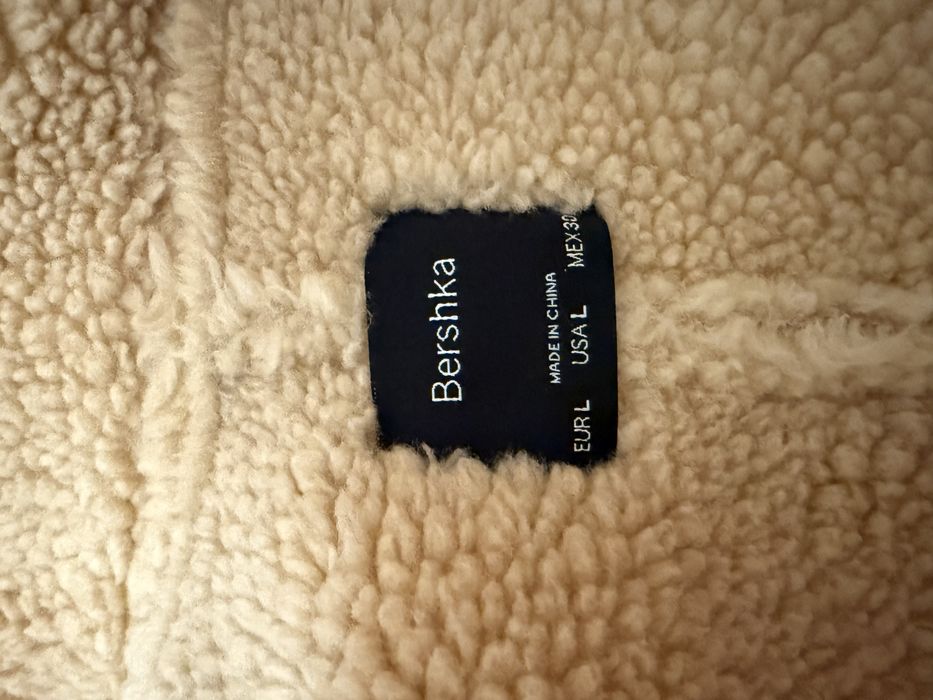 Bershka
MADE IN CHINA
EUR L USA L MEX 30